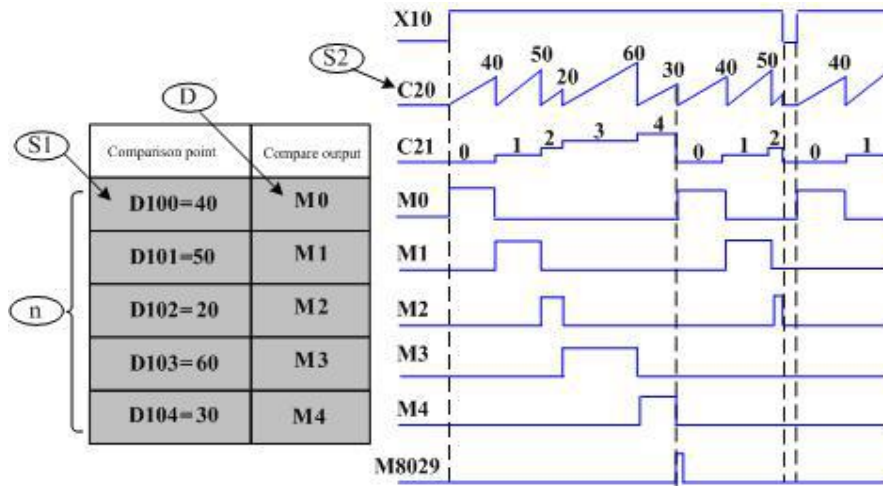 S1
D
n
Comparison point Compare output
D100=40 M0
D101=50 M1
D102=20 M2
D103=60 M3
D104=30 M4
X10
S2
C20 40 50 20 60 30 40 50 40
C21 0 1 2 3 4 0 1 2 0 1
M0
M1
M2
M3
M4
M8029